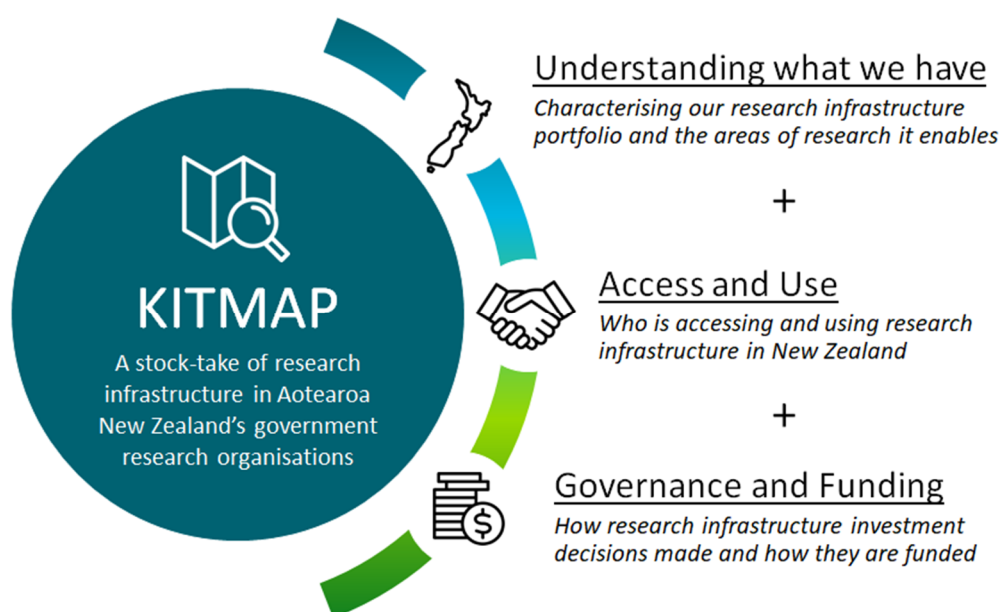 KITMAP
A stock-take of research
infrastructure in Aotearoa
New Zealand's government
research organisations
Understanding what we have
Characterising our research infrastructure
portfolio and the areas of research it enables
+
Access and Use
Who is accessing and using research
infrastructure in New Zealand
+
$
Governance and Funding
How research infrastructure investment
decisions made and how they are funded